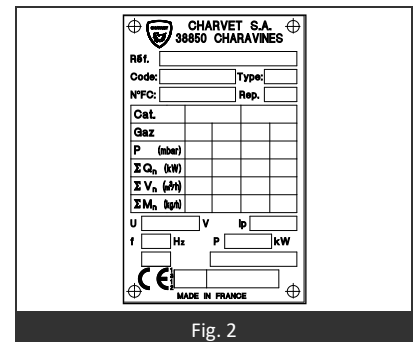 CHARVET S.A.
38850 CHARAVINES
Réf.
Code: Type:
N°FC: Rep.
Cat.
Gaz
P (mbar)
ΣQn (kW)
ΣVn (m³/h)
ΣMn (kg/h)
U V Ip
f Hz P kW
CE
MADE IN FRANCE
Fig. 2